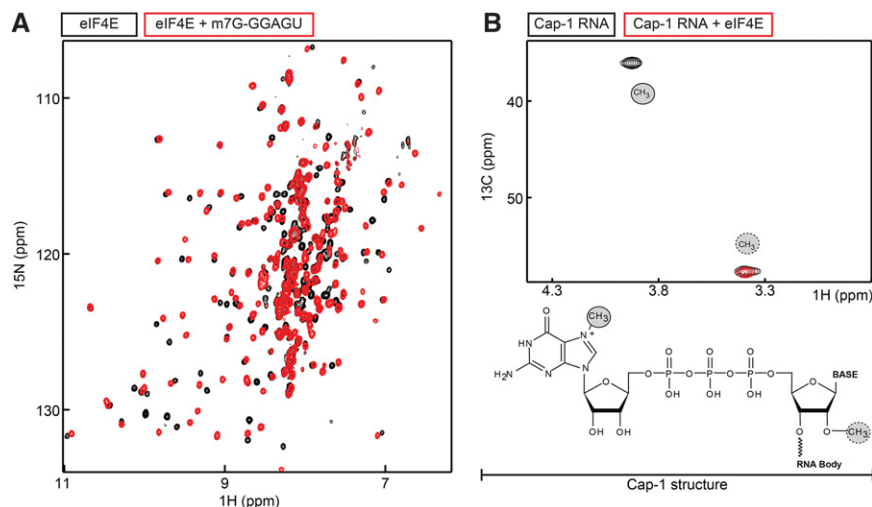 A
eIF4E
eIF4E + m7G-GGAGU
110
120
130
15N (ppm)
11
9
7
1H (ppm)
B
Cap-1 RNA
Cap-1 RNA + eIF4E
CH3
CH3
40
50
13C (ppm)
4.3
3.8
3.3
1H (ppm)
O
CH3
N
+
HN
H2N
N
N
O
O
O
O
O
P
O
P
O
P
O
OH
OH
OH
O
BASE
OH
OH
O
O
CH3
RNA Body
Cap-1 structure